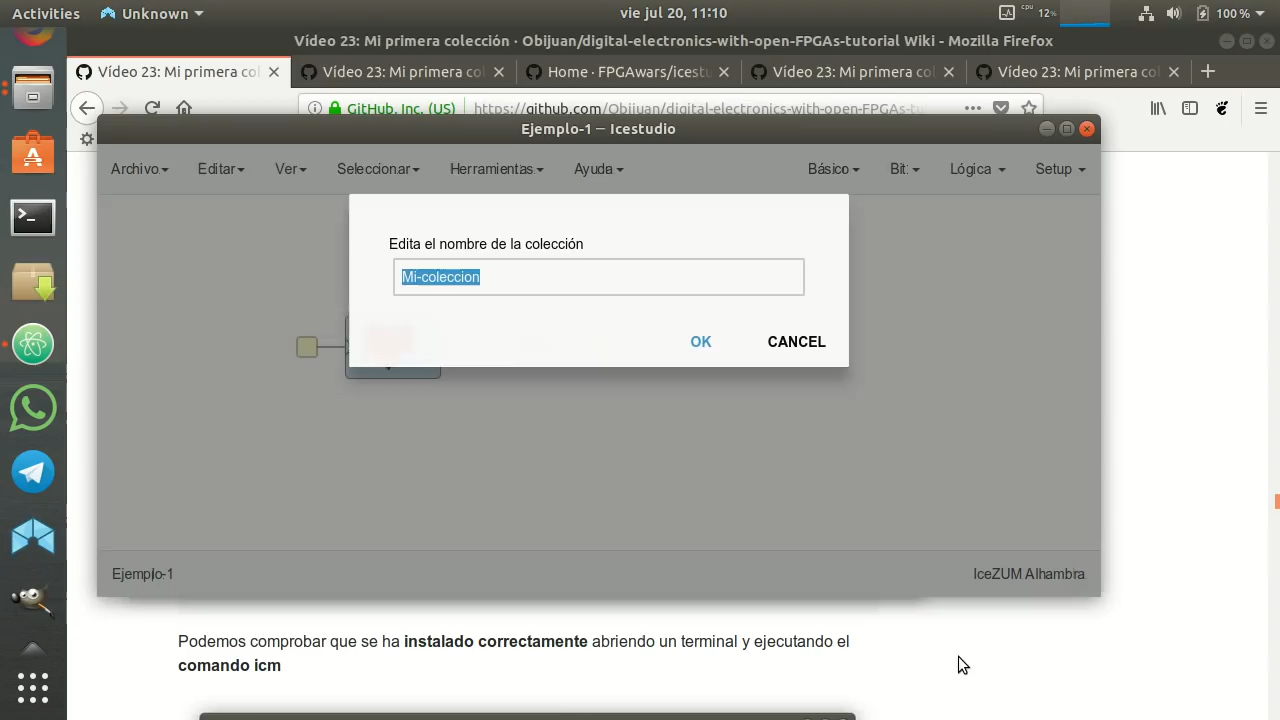 Activities Unknown vie jul 20, 11:10 cpu 12% 100%
Vídeo 23: Mi primera colección · Obijuan/digital-electronics-with-open-FPGAs-tutorial Wiki - Mozilla Firefox
Vídeo 23: Mi primera col Vídeo 23: Mi primera co Home · FPGAwars/icestu Vídeo 23: Mi primera co Vídeo 23: Mi primera co
GitHub, Inc. (US) https://github.com/Obijuan/digital-electronics-with-open-FPGAs-tu
Ejemplo-1 — Icestudio
Archivo Editar Ver Seleccionar Herramientas Ayuda Básico Bit Lógica Setup
Edita el nombre de la colección
Mi-coleccion
OK CANCEL
Ejemplo-1 IceZUM Alhambra
Podemos comprobar que se ha instalado correctamente abriendo un terminal y ejecutando el
comando icm